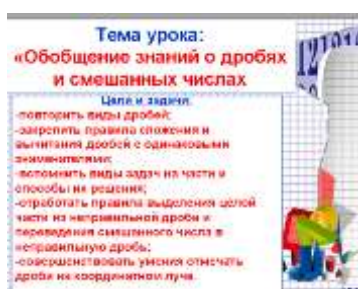 Тема урока:
«Обобщение знаний о дробях
и смешанных числах
Цели и задачи:
-повторить виды дробей;
-закрепить правила сложения и
вычитания дробей с одинаковыми
знаменателями;
-вспомнить виды задач на части и
способы их решения;
-отработать правила выделения целой
части из неправильной дроби и
переведения смешанного числа в
неправильную дробь;
-совершенствовать умения отмечать
дроби на координатном луче.